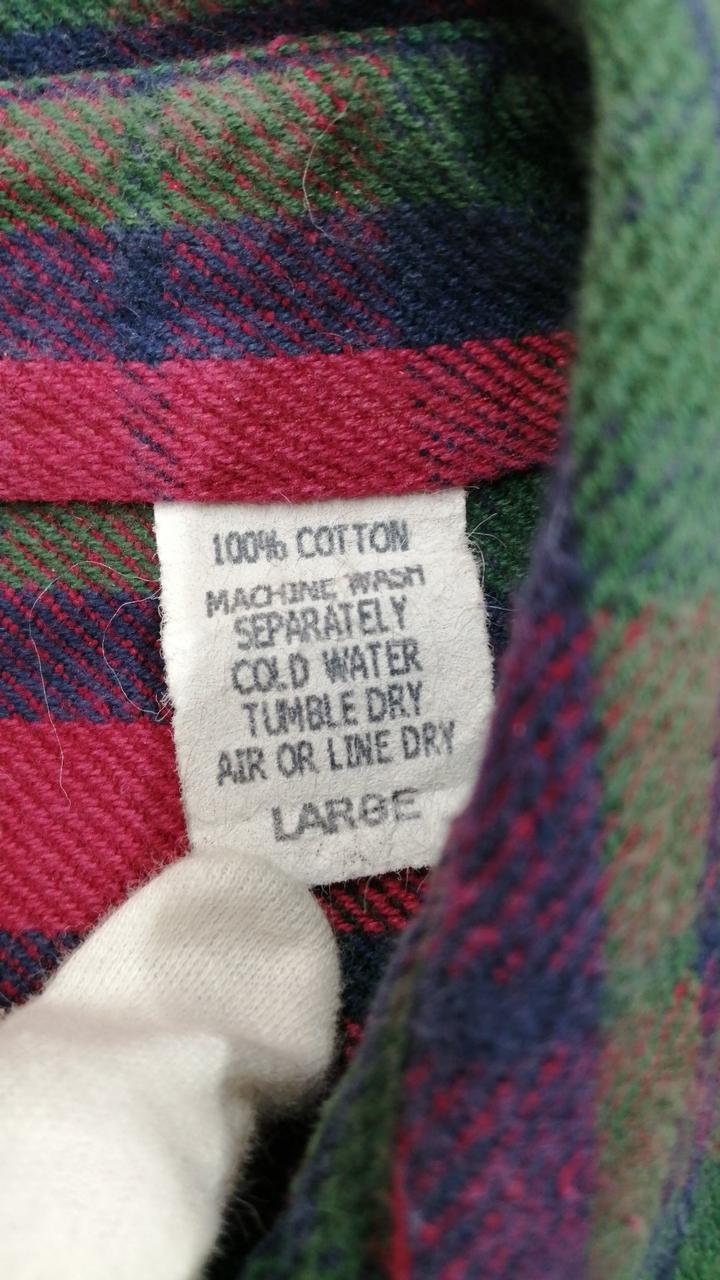 100% COTTON
MACHINE WASH
SEPARATELY
COLD WATER
TUMBLE DRY
AIR OR LINE DRY
LARGE